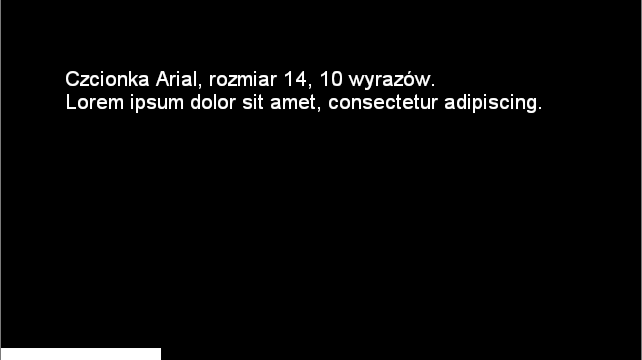 Czcionka Arial, rozmiar 14, 10 wyrazów.
Lorem ipsum dolor sit amet, consectetur adipiscing.